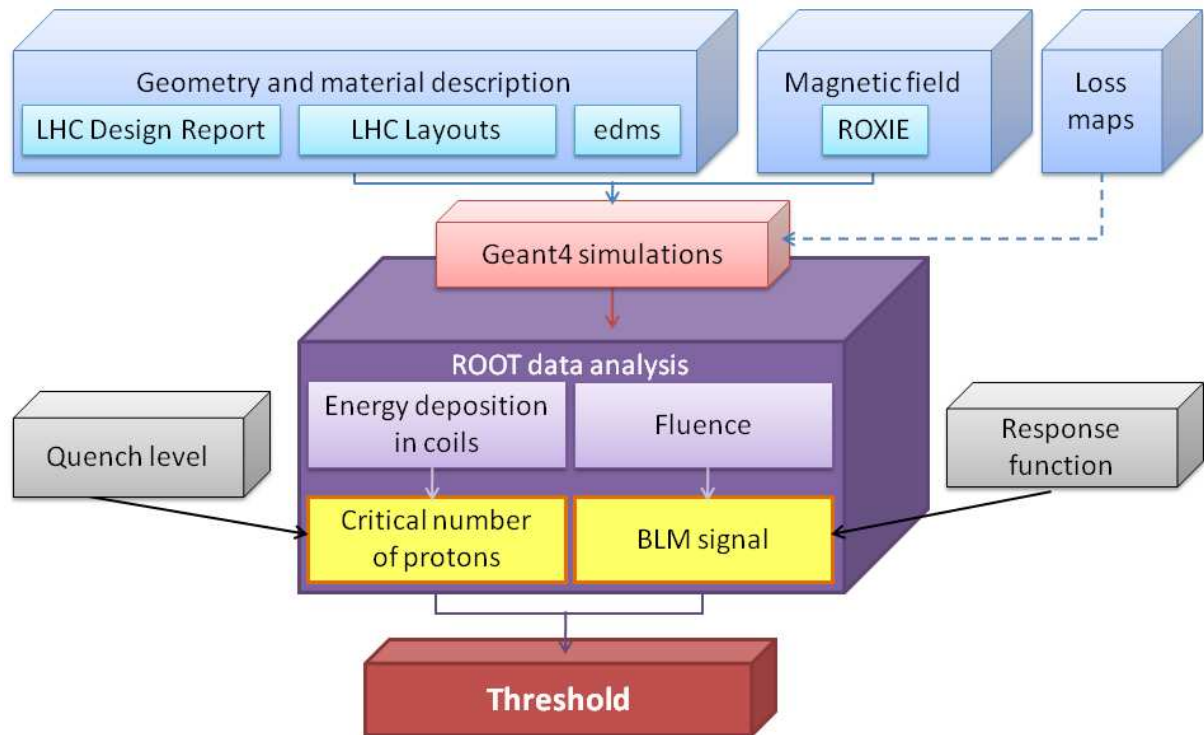 Geometry and material description
LHC Design Report
LHC Layouts
edms
Magnetic field
ROXIE
Loss
maps
Geant4 simulations
ROOT data analysis
Energy deposition
in coils
Fluence
Quench level
Response
function
Critical number
of protons
BLM signal
Threshold